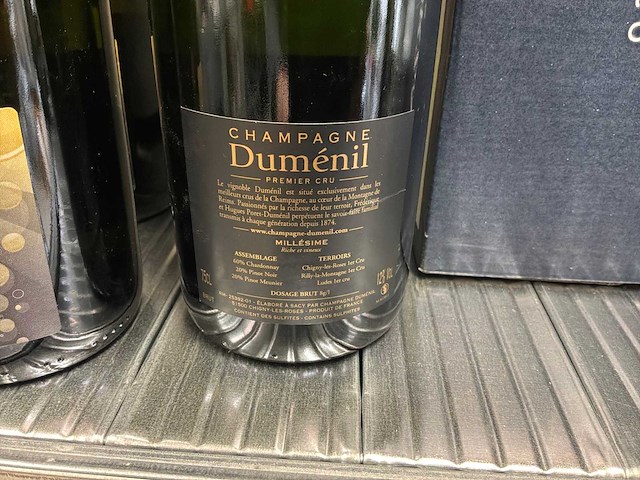 CHAMPAGNE
Duménil
PREMIER CRU
Le vignoble Duménil est situé exclusivement dans les
meilleurs crus de la Champagne, au cœur de la Montagne de
Reims. Passionnés par la richesse de leur terroir, Frédérique
et Hugues Poret-Duménil perpétuent le savoir-faire familial
transmis à chaque génération depuis 1874.
www.champagne-dumenil.com
MILLÉSIME
Riche et vineux
ASSEMBLAGE
60% Chardonnay
20% Pinot Noir
20% Pinot Meunier
TERROIRS
Chigny-les-Roses 1er Cru
Rilly-la-Montagne 1er Cru
Ludes 1er Cru
75CL
12% VOL
DOSAGE BRUT 8g/l
BRUT
ÉLABORÉ À SACY PAR CHAMPAGNE DUMÉNIL
51500 CHIGNY-LES-ROSES - PRODUIT DE FRANCE
CONTIENT DES SULFITES - CONTAINS SULPHITES